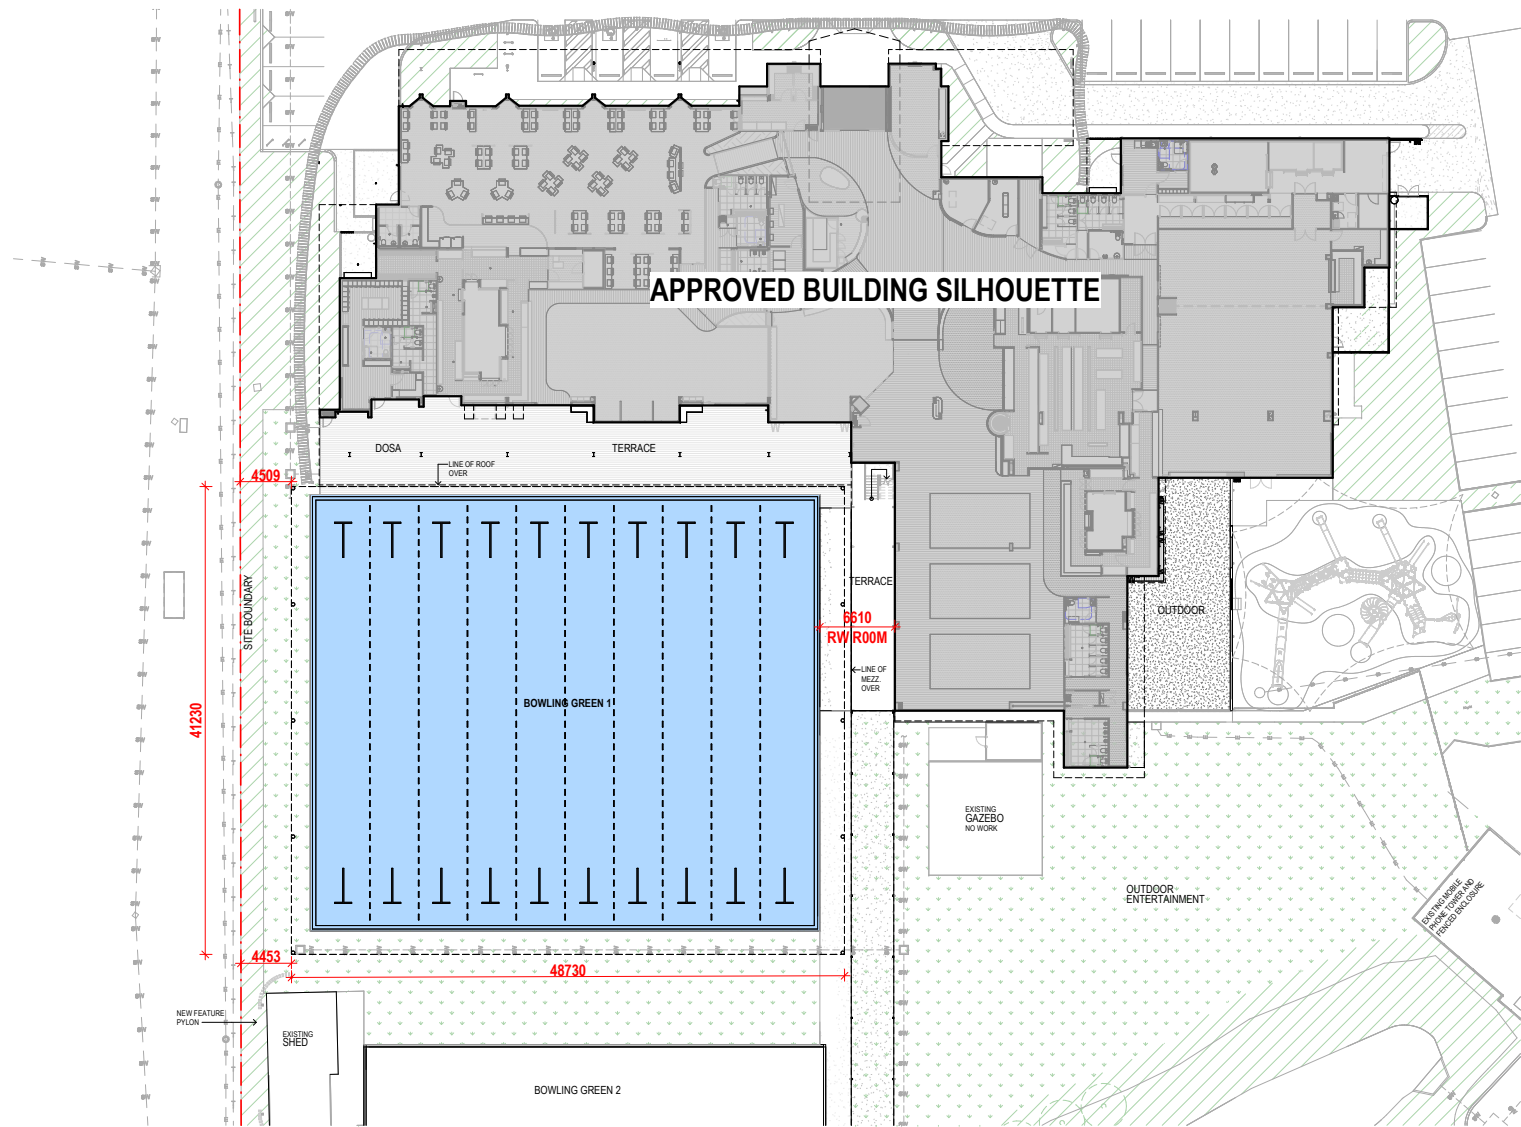 APPROVED BUILDING SILHOUETTE
DOSA
TERRACE
LINE OF ROOF
OVER
4509
SITE BOUNDARY
41230
BOWLING GREEN 1
TERRACE
6610
RW R00M
LINE OF
MEZZ.
OVER
OUTDOOR
EXISTING
GAZEBO
NO WORK
OUTDOOR
ENTERTAINMENT
EXISTING MOBILE
PHONE TOWER AND
FENCED ENCLOSURE
4453
48730
NEW FEATURE
PYLON
EXISTING
SHED
BOWLING GREEN 2